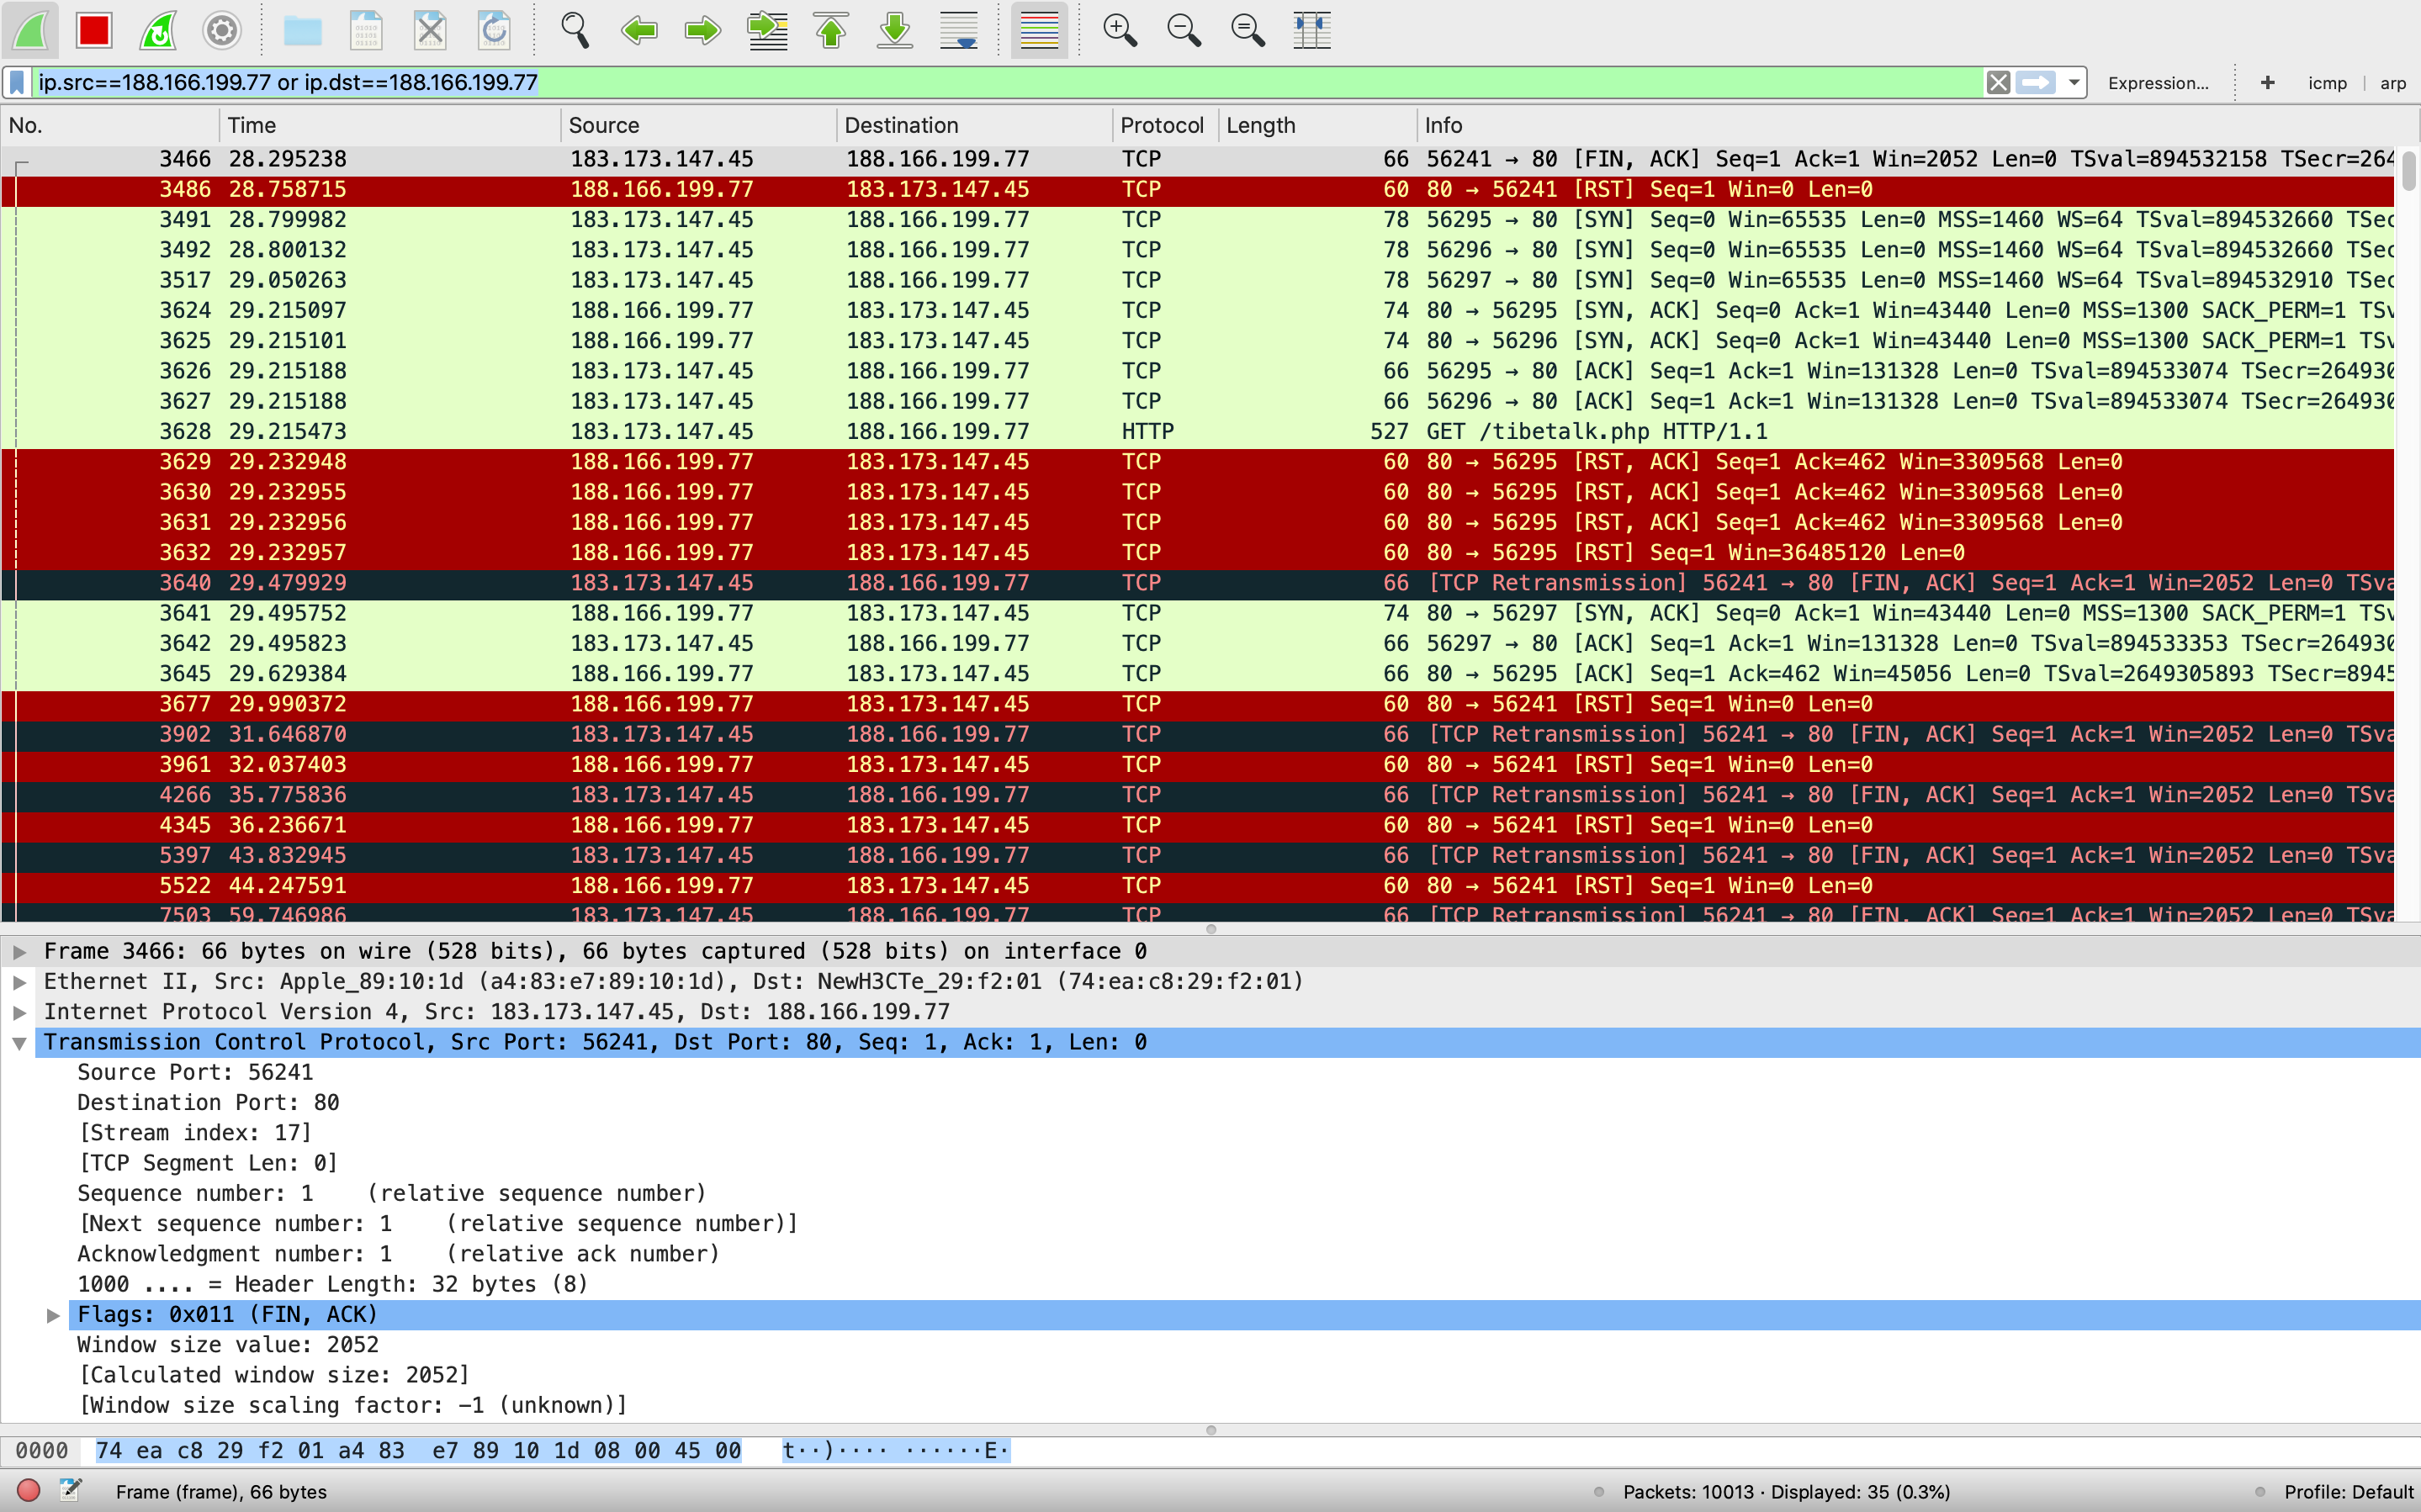 ip.src==188.166.199.77 or ip.dst==188.166.199.77 Expression... + icmp arp
No. Time Source Destination Protocol Length Info
3466 28.295238 183.173.147.45 188.166.199.77 TCP 66 56241 → 80 [FIN, ACK] Seq=1 Ack=1 Win=2052 Len=0 TSval=894532158 TSecr=264
3486 28.758715 188.166.199.77 183.173.147.45 TCP 60 80 → 56241 [RST] Seq=1 Win=0 Len=0
3491 28.799982 183.173.147.45 188.166.199.77 TCP 78 56295 → 80 [SYN] Seq=0 Win=65535 Len=0 MSS=1460 WS=64 TSval=894532660 TSec
3492 28.800132 183.173.147.45 188.166.199.77 TCP 78 56296 → 80 [SYN] Seq=0 Win=65535 Len=0 MSS=1460 WS=64 TSval=894532660 TSec
3517 29.050263 183.173.147.45 188.166.199.77 TCP 78 56297 → 80 [SYN] Seq=0 Win=65535 Len=0 MSS=1460 WS=64 TSval=894532910 TSec
3624 29.215097 188.166.199.77 183.173.147.45 TCP 74 80 → 56295 [SYN, ACK] Seq=0 Ack=1 Win=43440 Len=0 MSS=1300 SACK_PERM=1 TSv
3625 29.215101 188.166.199.77 183.173.147.45 TCP 74 80 → 56296 [SYN, ACK] Seq=0 Ack=1 Win=43440 Len=0 MSS=1300 SACK_PERM=1 TSv
3626 29.215188 183.173.147.45 188.166.199.77 TCP 66 56295 → 80 [ACK] Seq=1 Ack=1 Win=131328 Len=0 TSval=894533074 TSecr=264930
3627 29.215188 183.173.147.45 188.166.199.77 TCP 66 56296 → 80 [ACK] Seq=1 Ack=1 Win=131328 Len=0 TSval=894533074 TSecr=264930
3628 29.215473 183.173.147.45 188.166.199.77 HTTP 527 GET /tibetalk.php HTTP/1.1
3629 29.232948 188.166.199.77 183.173.147.45 TCP 60 80 → 56295 [RST, ACK] Seq=1 Ack=462 Win=3309568 Len=0
3630 29.232955 188.166.199.77 183.173.147.45 TCP 60 80 → 56295 [RST, ACK] Seq=1 Ack=462 Win=3309568 Len=0
3631 29.232956 188.166.199.77 183.173.147.45 TCP 60 80 → 56295 [RST, ACK] Seq=1 Ack=462 Win=3309568 Len=0
3632 29.232957 188.166.199.77 183.173.147.45 TCP 60 80 → 56295 [RST] Seq=1 Win=36485120 Len=0
3640 29.479929 183.173.147.45 188.166.199.77 TCP 66 [TCP Retransmission] 56241 → 80 [FIN, ACK] Seq=1 Ack=1 Win=2052 Len=0 TSva
3641 29.495752 188.166.199.77 183.173.147.45 TCP 74 80 → 56297 [SYN, ACK] Seq=0 Ack=1 Win=43440 Len=0 MSS=1300 SACK_PERM=1 TSv
3642 29.495823 183.173.147.45 188.166.199.77 TCP 66 56297 → 80 [ACK] Seq=1 Ack=1 Win=131328 Len=0 TSval=894533353 TSecr=264930
3645 29.629384 188.166.199.77 183.173.147.45 TCP 66 80 → 56295 [ACK] Seq=1 Ack=462 Win=45056 Len=0 TSval=2649305893 TSecr=8945
3677 29.990372 188.166.199.77 183.173.147.45 TCP 60 80 → 56241 [RST] Seq=1 Win=0 Len=0
3902 31.646870 183.173.147.45 188.166.199.77 TCP 66 [TCP Retransmission] 56241 → 80 [FIN, ACK] Seq=1 Ack=1 Win=2052 Len=0 TSva
3961 32.037403 188.166.199.77 183.173.147.45 TCP 60 80 → 56241 [RST] Seq=1 Win=0 Len=0
4266 35.775836 183.173.147.45 188.166.199.77 TCP 66 [TCP Retransmission] 56241 → 80 [FIN, ACK] Seq=1 Ack=1 Win=2052 Len=0 TSva
4345 36.236671 188.166.199.77 183.173.147.45 TCP 60 80 → 56241 [RST] Seq=1 Win=0 Len=0
5397 43.832945 183.173.147.45 188.166.199.77 TCP 66 [TCP Retransmission] 56241 → 80 [FIN, ACK] Seq=1 Ack=1 Win=2052 Len=0 TSva
5522 44.247591 188.166.199.77 183.173.147.45 TCP 60 80 → 56241 [RST] Seq=1 Win=0 Len=0
7503 59.746986 183.173.147.45 188.166.199.77 TCP 66 [TCP Retransmission] 56241 → 80 [FIN, ACK] Seq=1 Ack=1 Win=2052 Len=0 TSva
Frame 3466: 66 bytes on wire (528 bits), 66 bytes captured (528 bits) on interface 0
Ethernet II, Src: Apple_89:10:1d (a4:83:e7:89:10:1d), Dst: NewH3CTe_29:f2:01 (74:ea:c8:29:f2:01)
Internet Protocol Version 4, Src: 183.173.147.45, Dst: 188.166.199.77
Transmission Control Protocol, Src Port: 56241, Dst Port: 80, Seq: 1, Ack: 1, Len: 0
Source Port: 56241
Destination Port: 80
[Stream index: 17]
[TCP Segment Len: 0]
Sequence number: 1 (relative sequence number)
[Next sequence number: 1 (relative sequence number)]
Acknowledgment number: 1 (relative ack number)
1000 .... = Header Length: 32 bytes (8)
Flags: 0x011 (FIN, ACK)
Window size value: 2052
[Calculated window size: 2052]
[Window size scaling factor: -1 (unknown)]
0000 74 ea c8 29 f2 01 a4 83 e7 89 10 1d 08 00 45 00 t··)···· ······E·
Frame (frame), 66 bytes Packets: 10013 · Displayed: 35 (0.3%) Profile: Default